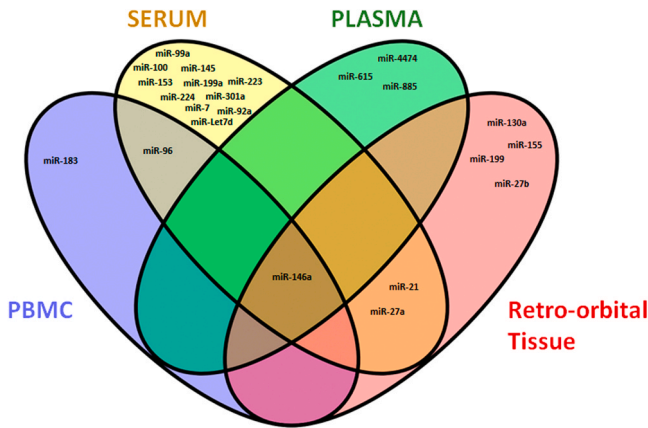 SERUM
PLASMA
miR-99a
miR-100 miR-145
miR-153 miR-199a miR-223
miR-224 miR-301a
miR-7 miR-92a
miR-Let7d
miR-4474
miR-615
miR-885
miR-130a
miR-155
miR-199
miR-27b
miR-183
miR-96
miR-146a
miR-21
miR-27a
PBMC
Retro-orbital
Tissue